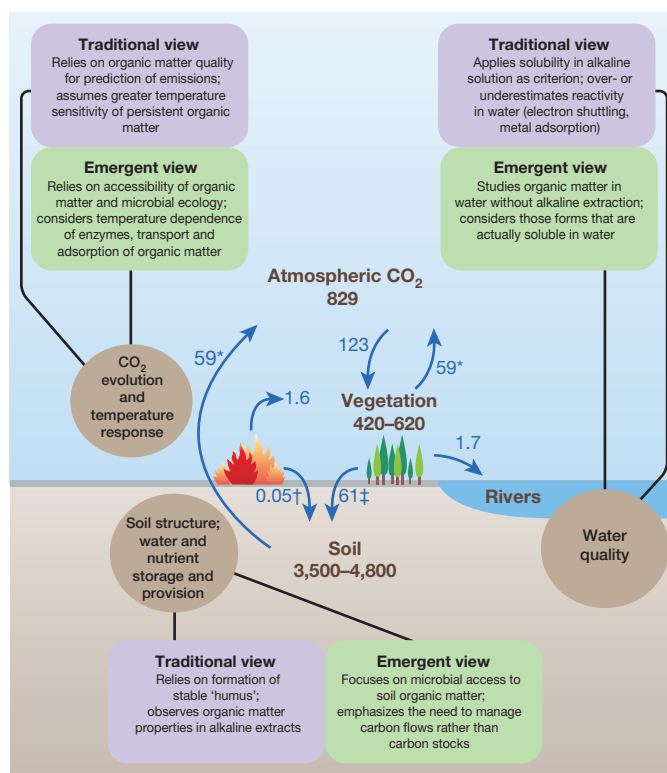 Traditional view
Relies on organic matter quality
for prediction of emissions;
assumes greater temperature
sensitivity of persistent organic
matter
Emergent view
Relies on accessibility of organic
matter and microbial ecology;
considers temperature dependence
of enzymes, transport and
adsorption of organic matter
Traditional view
Applies solubility in alkaline
solution as criterion; over- or
underestimates reactivity
in water (electron shuttling,
metal adsorption)
Emergent view
Studies organic matter in
water without alkaline extraction;
considers those forms that are
actually soluble in water
Atmospheric CO₂
829
59*
123
59*
CO₂
evolution
and
temperature
response
1.6
Vegetation
420–620
1.7
0.05†
61‡
Rivers
Soil structure;
water and
nutrient
storage and
provision
Soil
3,500–4,800
Water
quality
Traditional view
Relies on formation of
stable ‘humus’;
observes organic matter
properties in alkaline extracts
Emergent view
Focuses on microbial access to
soil organic matter;
emphasizes the need to manage
carbon flows rather than
carbon stocks